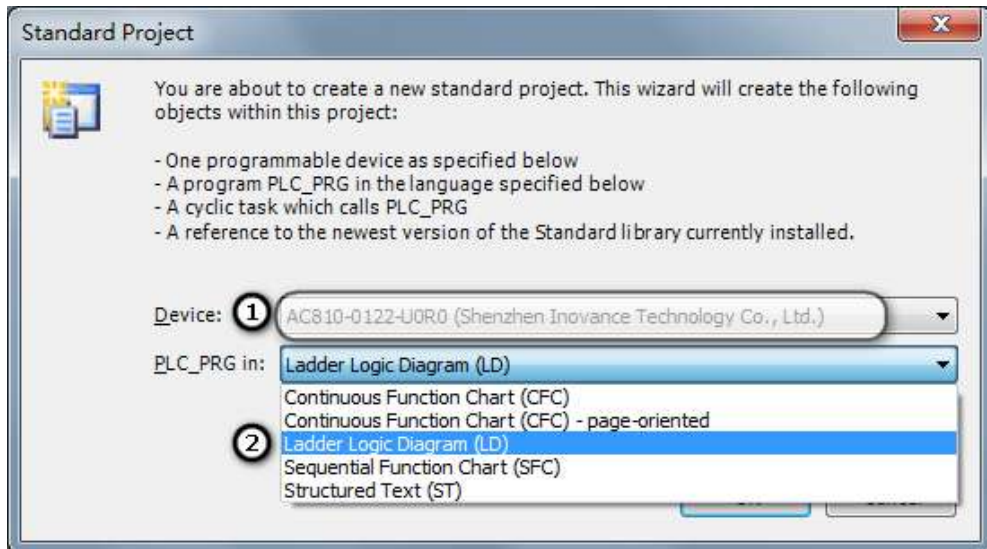 Standard Project
You are about to create a new standard project. This wizard will create the following
objects within this project:
- One programmable device as specified below
- A program PLC_PRG in the language specified below
- A cyclic task which calls PLC_PRG
- A reference to the newest version of the Standard library currently installed.
Device: 1 AC810-0122-U0R0 (Shenzhen Inovance Technology Co., Ltd.)
PLC_PRG in: Ladder Logic Diagram (LD)
Continuous Function Chart (CFC)
Continuous Function Chart (CFC) - page-oriented
2 Ladder Logic Diagram (LD)
Sequential Function Chart (SFC)
Structured Text (ST)